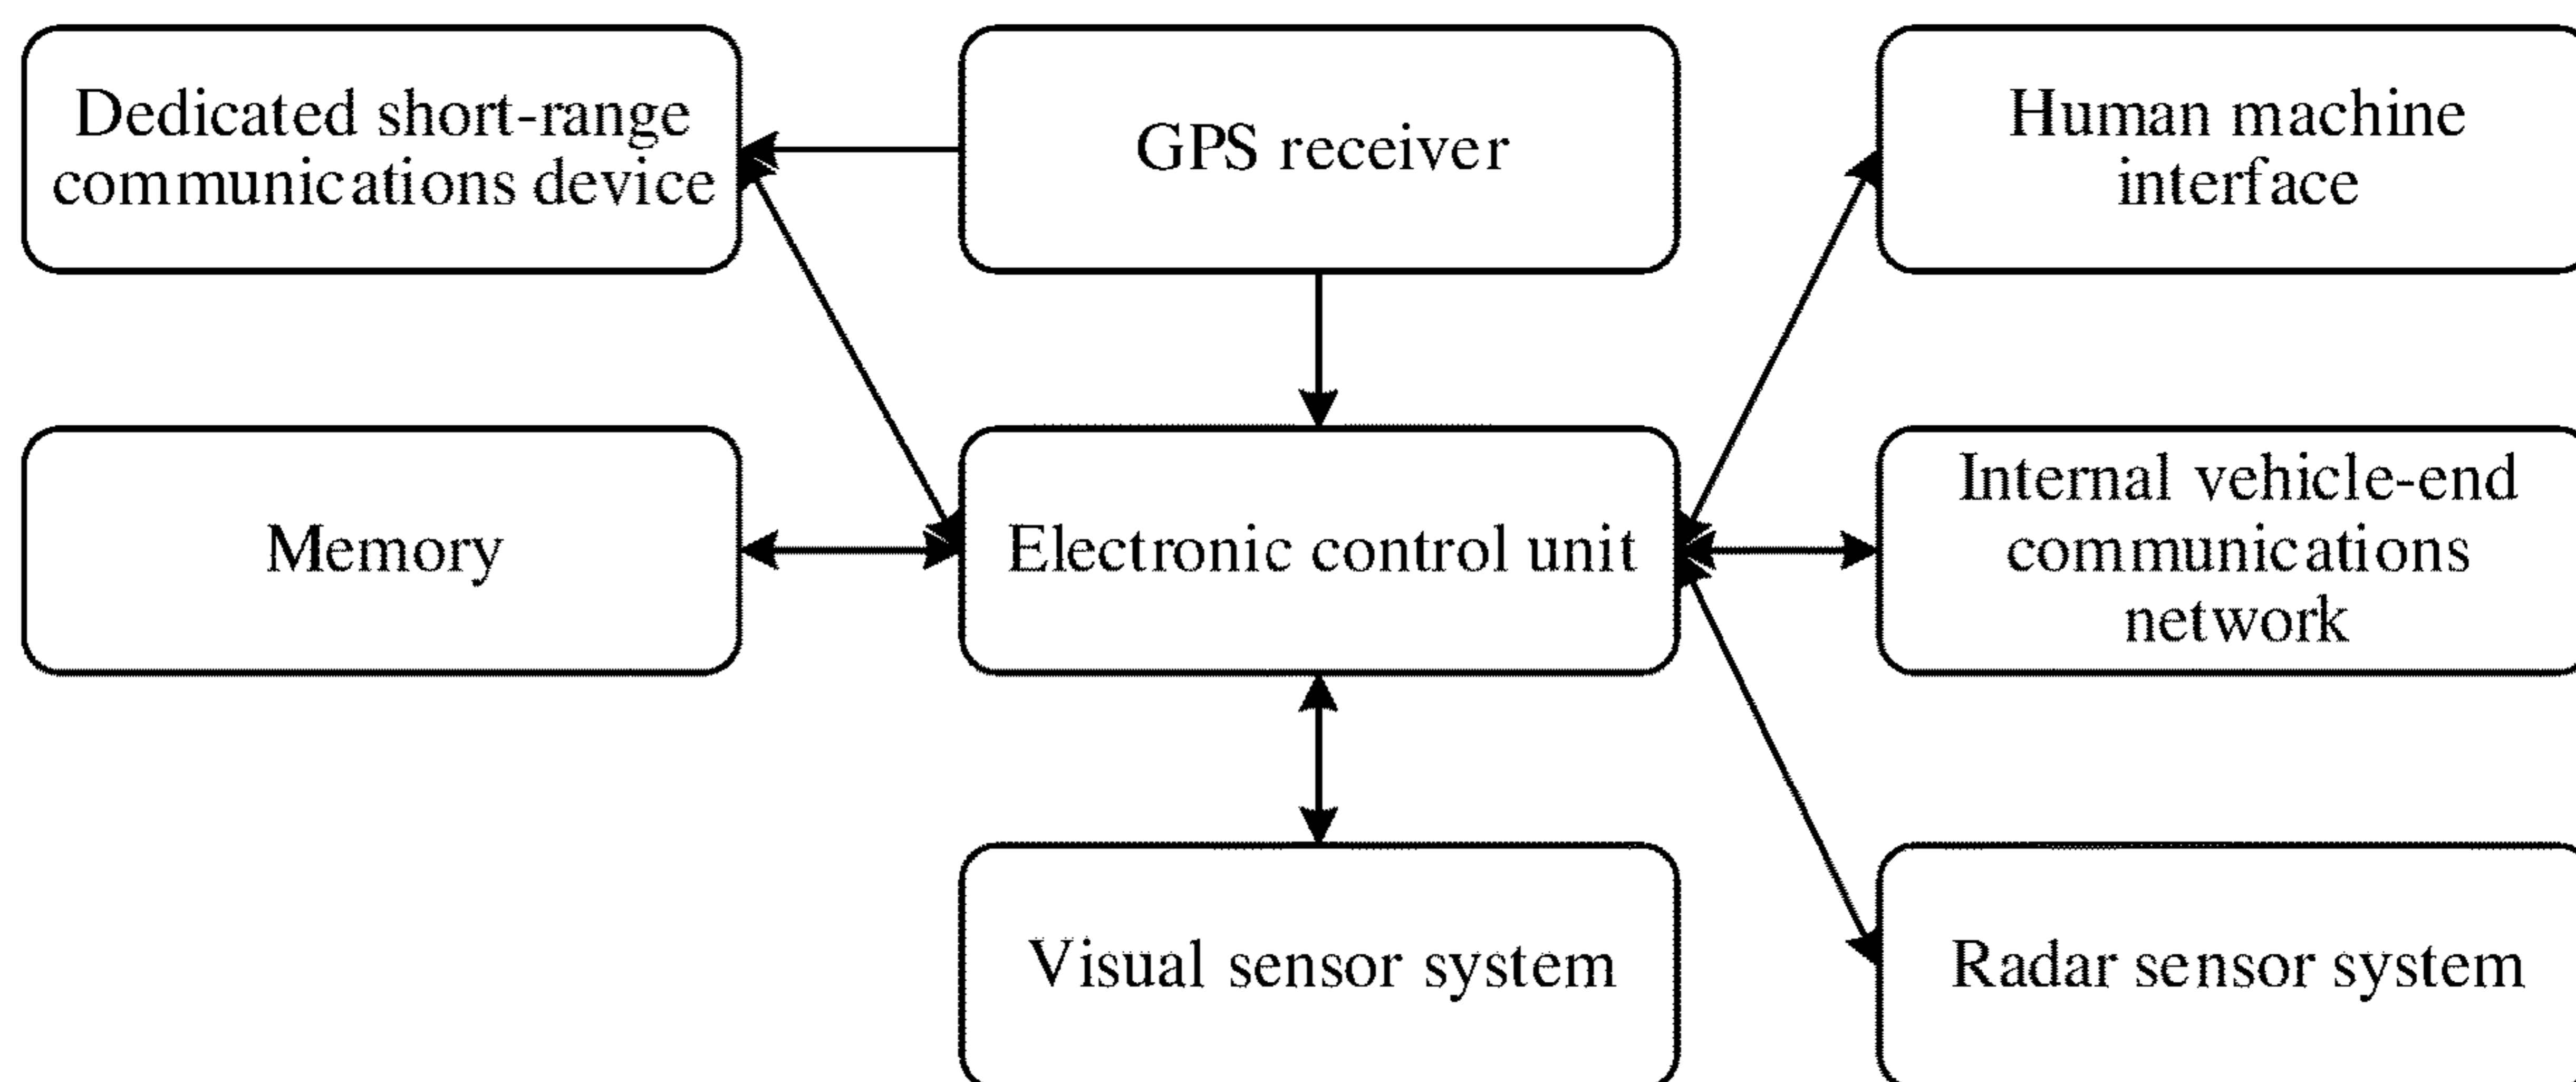 Dedicated short-range
communications device
GPS receiver
Human machine
interface
Memory
Electronic control unit
Internal vehicle-end
communications
network
Visual sensor system
Radar sensor system